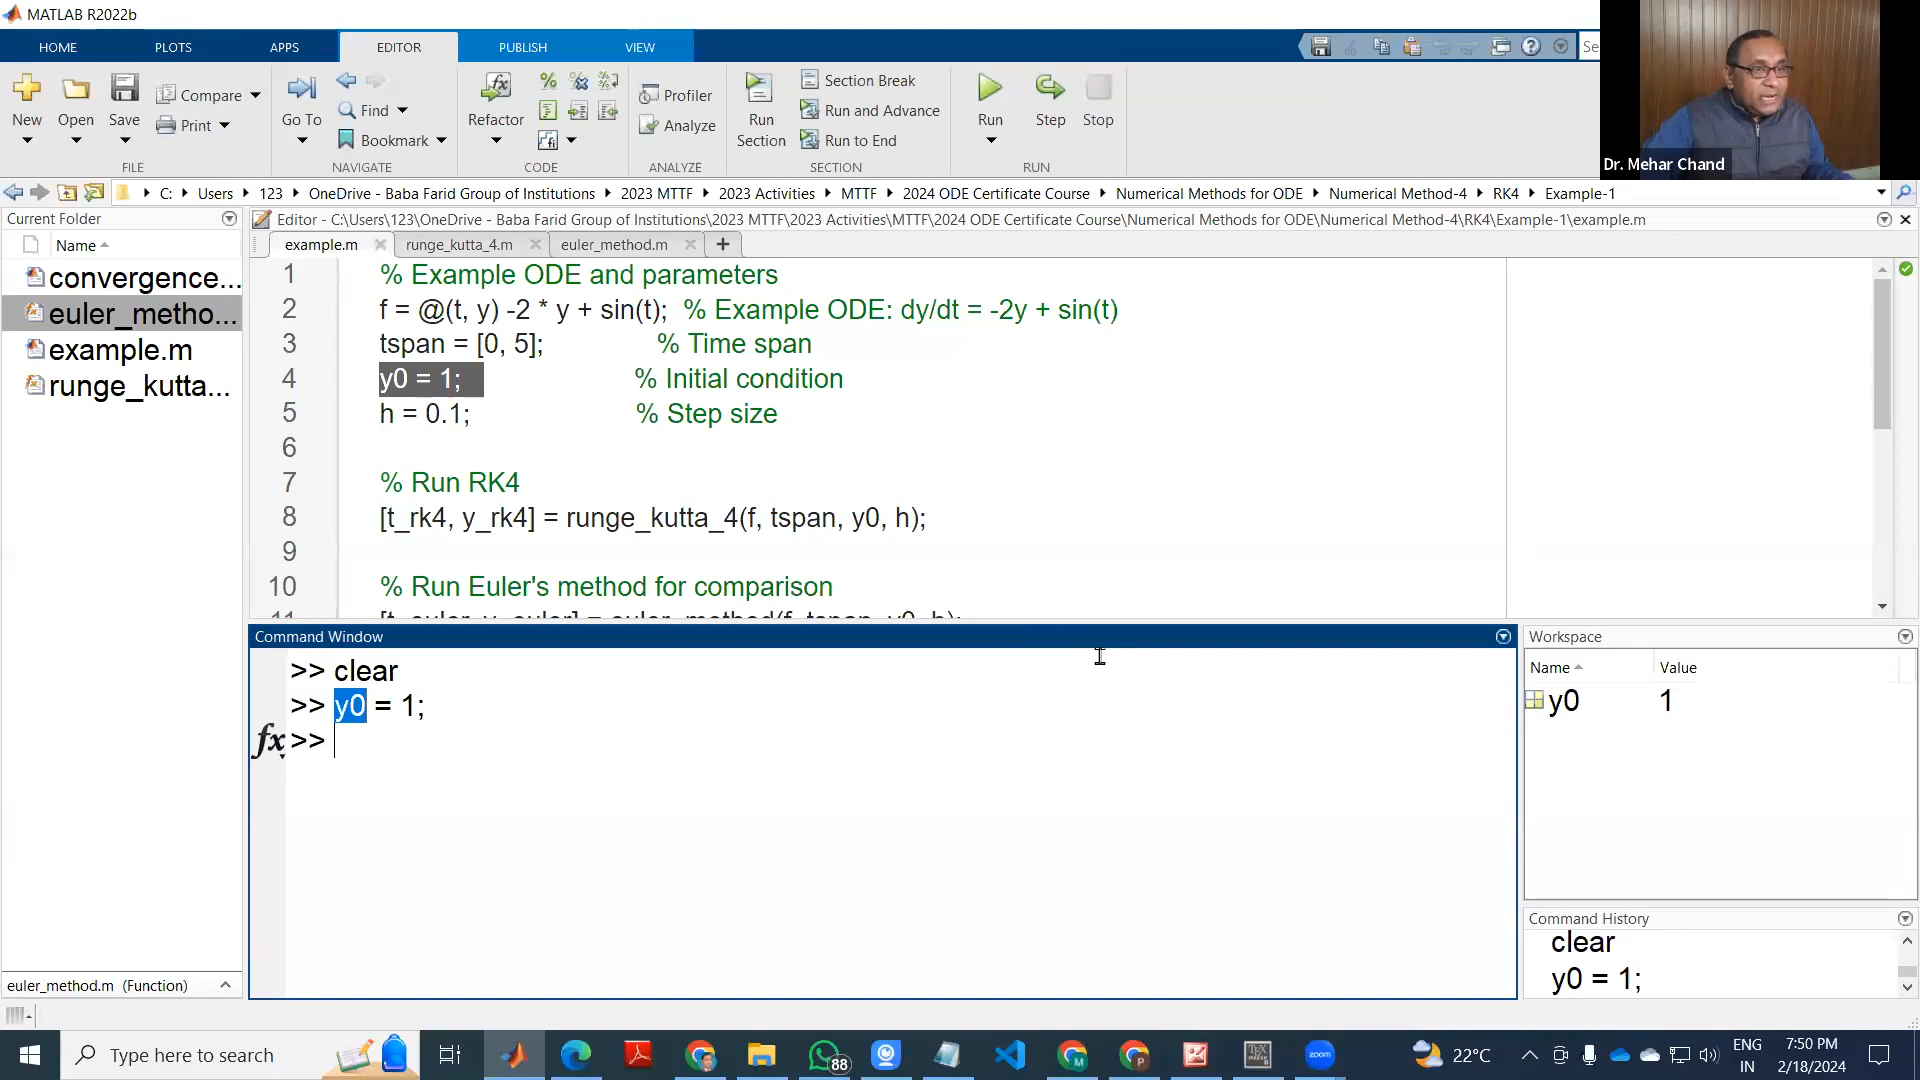 MATLAB R2022b
HOME PLOTS APPS EDITOR PUBLISH VIEW Se
New Open Save Compare Print
FILE
Go To Find Bookmark
NAVIGATE
Refactor
CODE
Profiler
Analyze
ANALYZE
Run Section
Section Break
Run and Advance
Run to End
SECTION
Run Step Stop
RUN
Dr. Mehar Chand
C: Users 123 OneDrive - Baba Farid Group of Institutions 2023 MTTF 2023 Activities MTTF 2024 ODE Certificate Course Numerical Methods for ODE Numerical Method-4 RK4 Example-1
Current Folder
Name
convergence...
euler_metho...
example.m
runge_kutta...
euler_method.m (Function)
Editor - C:\Users\123\OneDrive - Baba Farid Group of Institutions\2023 MTTF\2023 Activities\MTTF\2024 ODE Certificate Course\Numerical Methods for ODE\Numerical Method-4\RK4\Example-1\example.m
example.m runge_kutta_4.m euler_method.m
1 % Example ODE and parameters
2 f = @(t, y) -2 * y + sin(t); % Example ODE: dy/dt = -2y + sin(t)
3 tspan = [0, 5]; % Time span
4 y0 = 1; % Initial condition
5 h = 0.1; % Step size
6
7 % Run RK4
8 [t_rk4, y_rk4] = runge_kutta_4(f, tspan, y0, h);
9
10 % Run Euler's method for comparison
11 [t_euler, y_euler] = euler_method(f, tspan, y0, h);
Command Window
>> clear
>> y0 = 1;
fx >>
Workspace
Name Value
y0 1
Command History
clear
y0 = 1;
Type here to search
88
zoom
22°C
ENG
IN
7:50 PM
2/18/2024